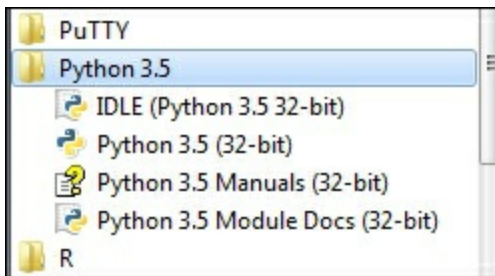 PuTTY
Python 3.5
IDLE (Python 3.5 32-bit)
Python 3.5 (32-bit)
Python 3.5 Manuals (32-bit)
Python 3.5 Module Docs (32-bit)
R